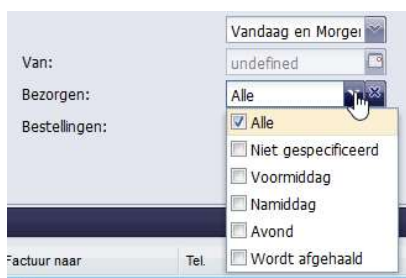 Vandaag en Morgen
Van: undefined
Bezorgen: Alle
Bestellingen:
Alle
Niet gespecificeerd
Voormiddag
Namiddag
Avond
Wordt afgehaald
Factuur naar Tel.